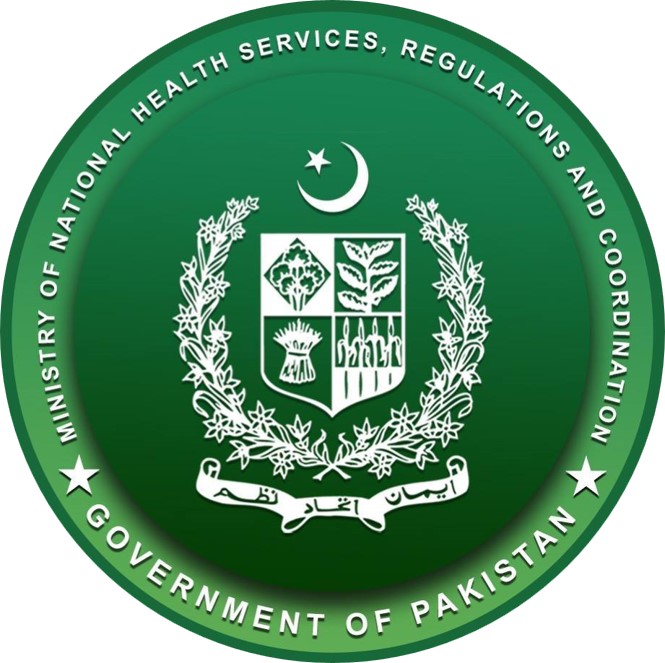 MINISTRY OF NATIONAL HEALTH SERVICES, REGULATIONS AND COORDINATION
ایمان اتحاد نظم
GOVERNMENT OF PAKISTAN